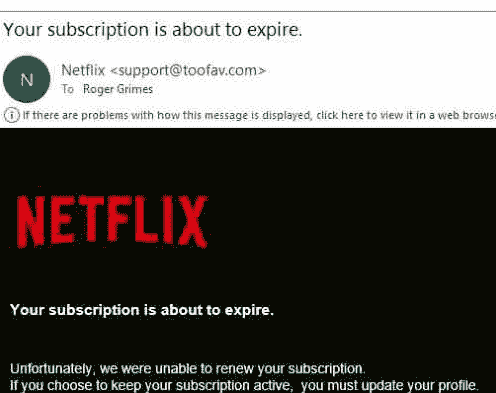 Your subscription is about to expire.
N
Netflix <support@toofav.com>
To Roger Grimes
i If there are problems with how this message is displayed, click here to view it in a web browse
NETFLIX
Your subscription is about to expire.
Unfortunately, we were unable to renew your subscription.
If you choose to keep your subscription active, you must update your profile.